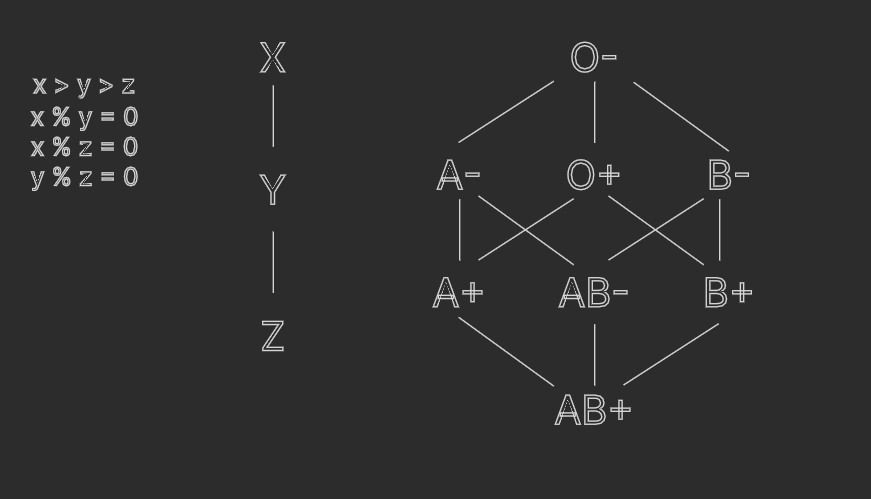 x>y>z
x%y=0
x%z=0
y%z=0
X
Y
Z
O-
A- O+ B-
A+ AB- B+
AB+